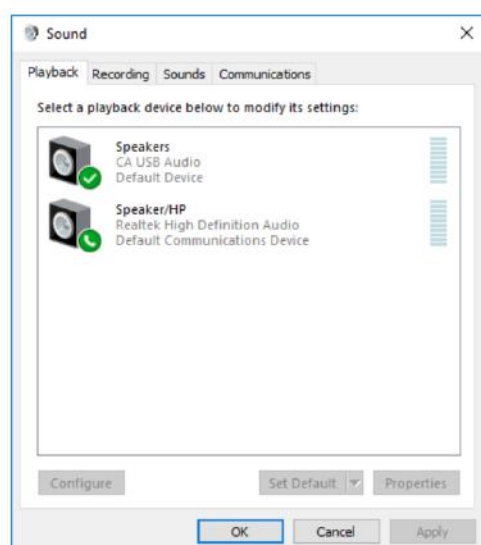 Sound
Playback Recording Sounds Communications
Select a playback device below to modify its settings:
Speakers
CA USB Audio
Default Device
Speaker/HP
Realtek High Definition Audio
Default Communications Device
Configure Set Default Properties
OK Cancel Apply